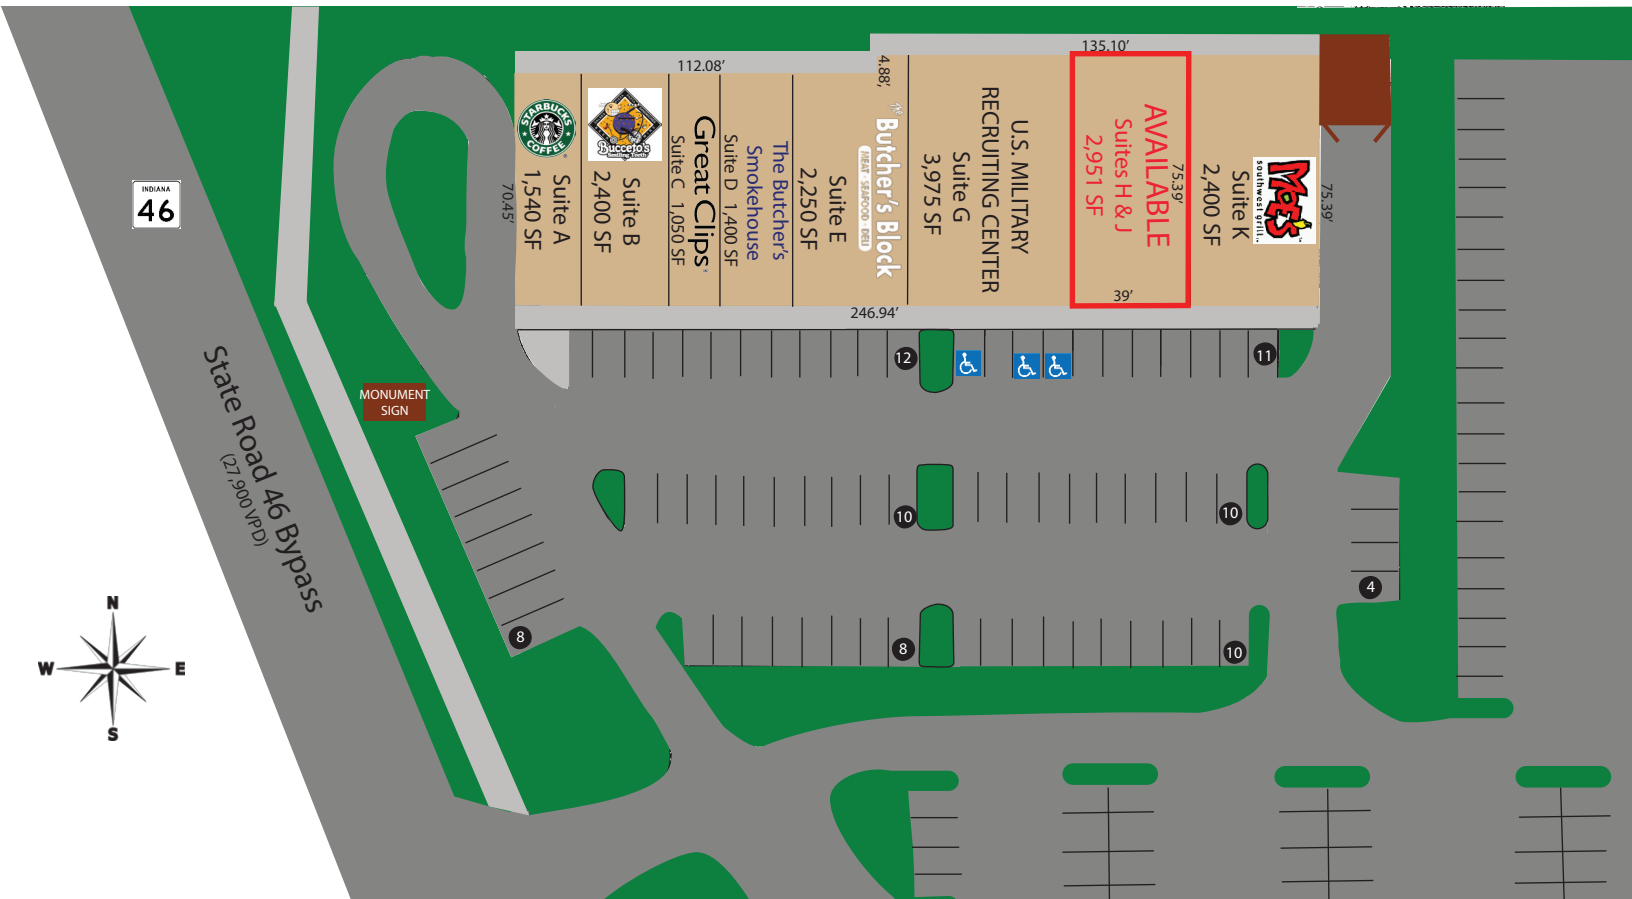 135.10’
112.08’
4.88’,
STARBUCKS
COFFEE
®
Suite A
1,540 SF
70.45’
Bucceto's
Smiling Teeth
Suite B
2,400 SF
Great Clips®
Suite C 1,050 SF
The Butcher’s
Smokehouse
Suite D 1,400 SF
Suite E
2,250 SF
The
Butcher’s Block
MEAT · SEAFOOD · DELI
U.S. MILITARY
RECRUITING CENTER
Suite G
3,975 SF
AVAILABLE
Suites H & J
2,951 SF
75.39’
39’
MOE'S
southwest grill
Suite K
2,400 SF
75.39’
246.94’
INDIANA
46
12
11
MONUMENT
SIGN
State Road 46 Bypass
(27,900 VPD)
10
10
4
8
8
10
N
W
E
S